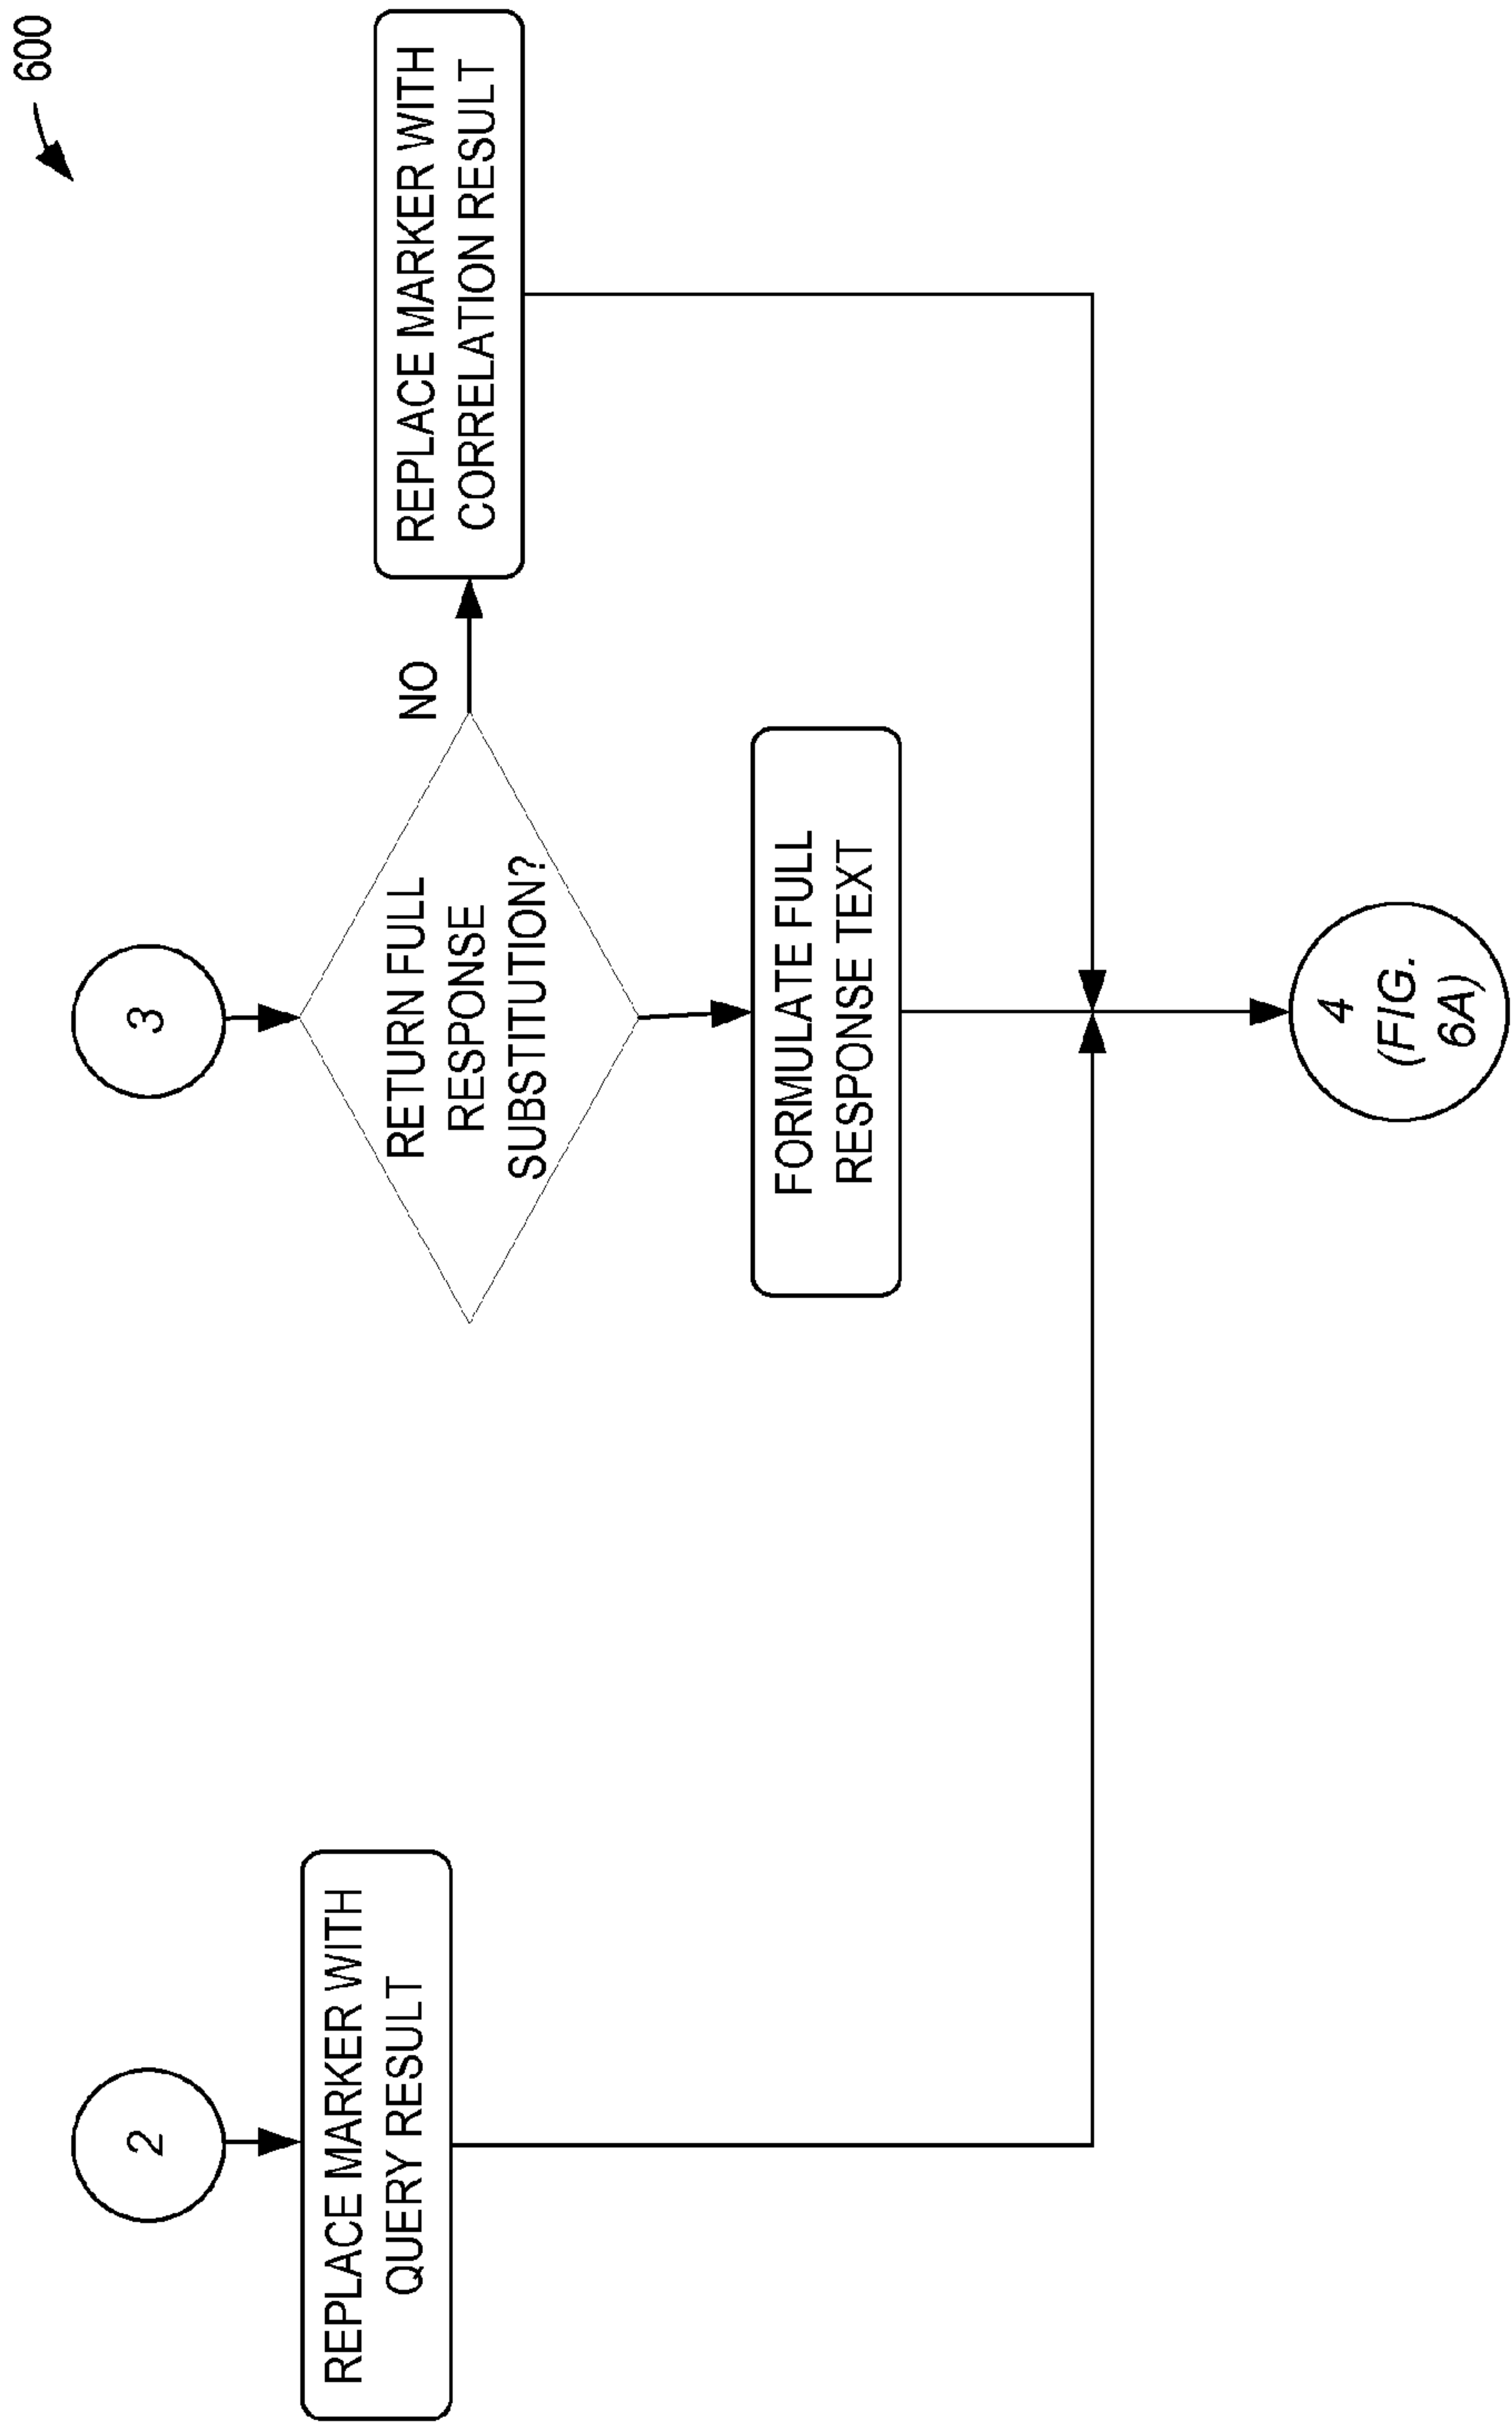 600
2
REPLACE MARKER WITH
QUERY RESULT
3
RETURN FULL
RESPONSE
SUBSTITUTION?
NO
REPLACE MARKER WITH
CORRELATION RESULT
FORMULATE FULL
RESPONSE TEXT
4
(FIG.
6A)